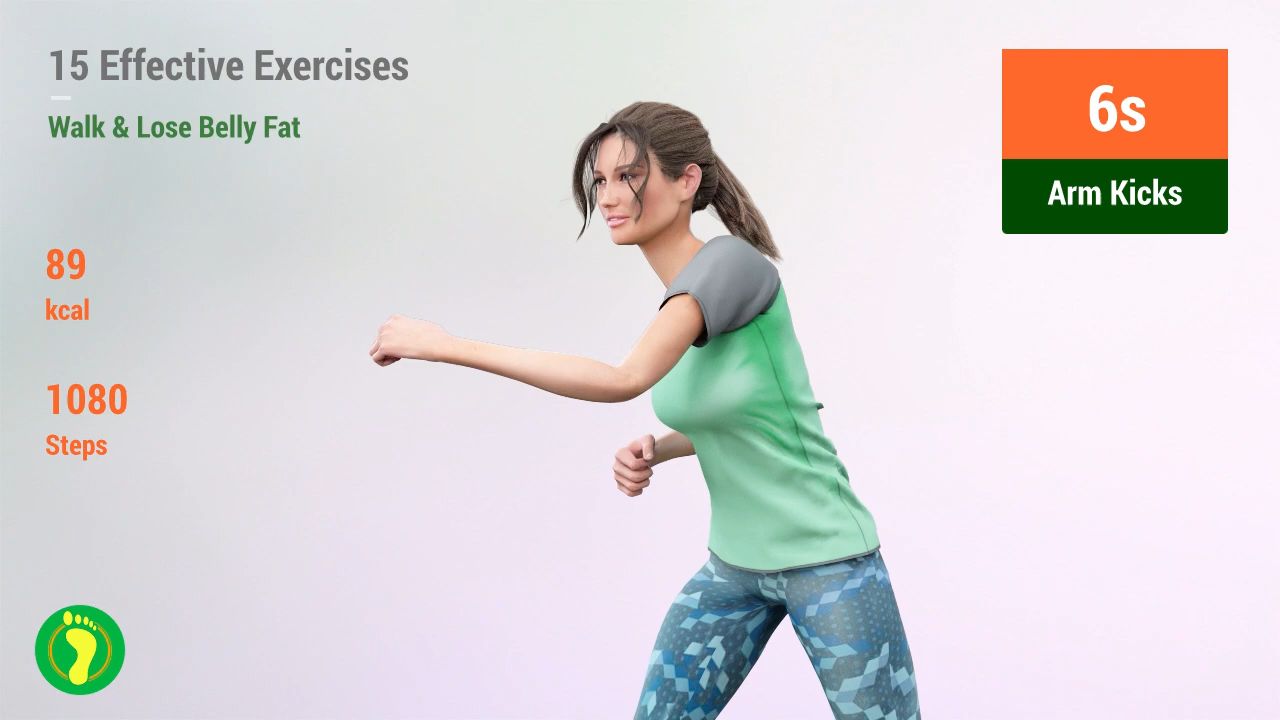 15 Effective Exercises
Walk & Lose Belly Fat
6s
Arm Kicks
89
kcal
1080
Steps